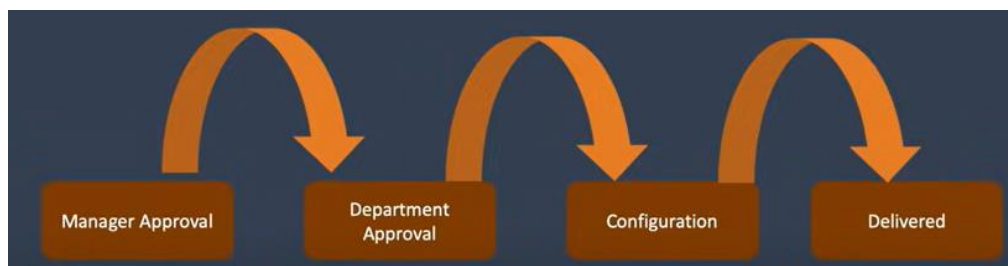 Manager Approval
Department
Approval
Configuration
Delivered